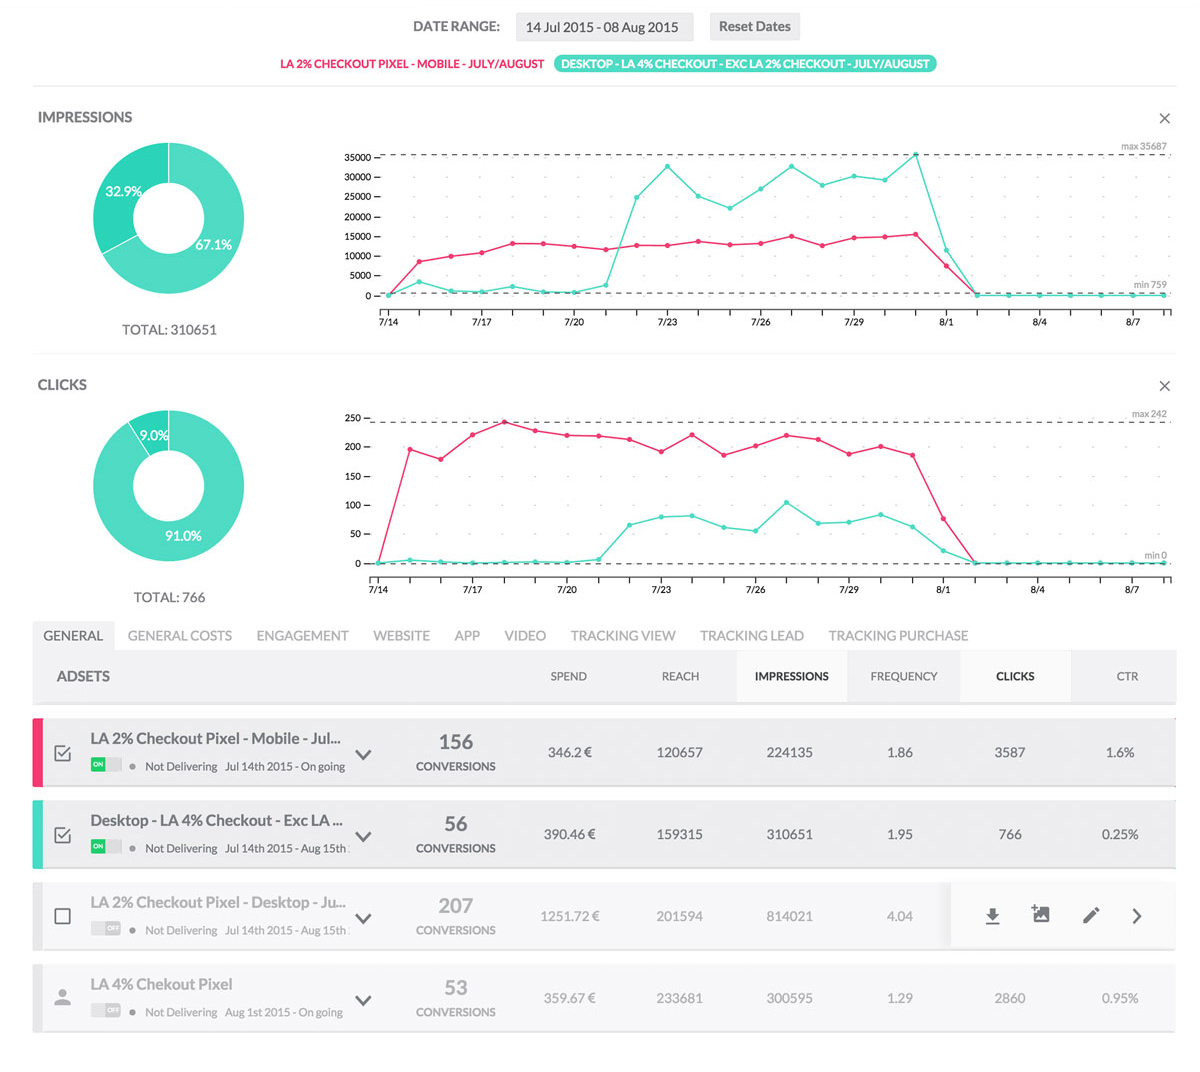 DATE RANGE: 14 Jul 2015 - 08 Aug 2015 Reset Dates
LA 2% CHECKOUT PIXEL - MOBILE - JULY/AUGUST DESKTOP - LA 4% CHECKOUT - EXC LA 2% CHECKOUT - JULY/AUGUST
IMPRESSIONS
32.9%
67.1%
TOTAL: 310651
max 35687
35000
30000
25000
20000
15000
10000
5000
0
min 759
7/14 7/17 7/20 7/23 7/26 7/29 8/1 8/4 8/7
CLICKS
9.0%
91.0%
TOTAL: 766
max 242
250
200
150
100
50
0
min 0
7/14 7/17 7/20 7/23 7/26 7/29 8/1 8/4 8/7
GENERAL GENERAL COSTS ENGAGEMENT WEBSITE APP VIDEO TRACKING VIEW TRACKING LEAD TRACKING PURCHASE
ADSETS SPEND REACH IMPRESSIONS FREQUENCY CLICKS CTR
LA 2% Checkout Pixel - Mobile - Jul...
ON Not Delivering Jul 14th 2015 - On going
156
CONVERSIONS
346.2 € 120657 224135 1.86 3587 1.6%
Desktop - LA 4% Checkout - Exc LA ...
ON Not Delivering Jul 14th 2015 - Aug 15th
56
CONVERSIONS
390.46 € 159315 310651 1.95 766 0.25%
LA 2% Checkout Pixel - Desktop - Ju...
OFF Not Delivering Jul 14th 2015 - Aug 15th
207
CONVERSIONS
1251.72 € 201594 814021 4.04
LA 4% Chekout Pixel
OFF Not Delivering Aug 1st 2015 - On going
53
CONVERSIONS
359.67 € 233681 300595 1.29 2860 0.95%